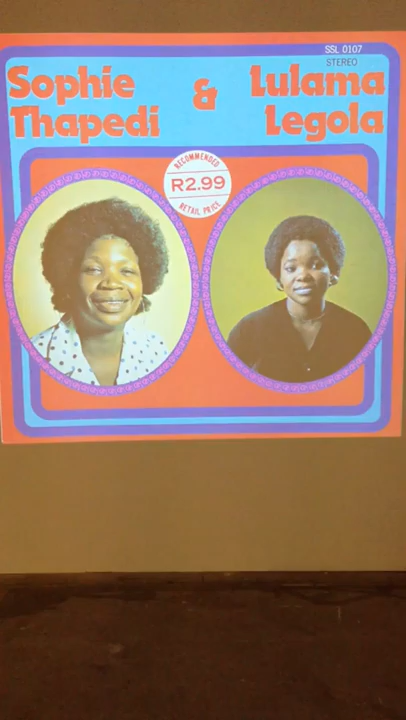 SSL 0107
STEREO
Sophie & Lulama
Thapedi Legola
RECOMMENDED
R2.99
RETAIL PRICE